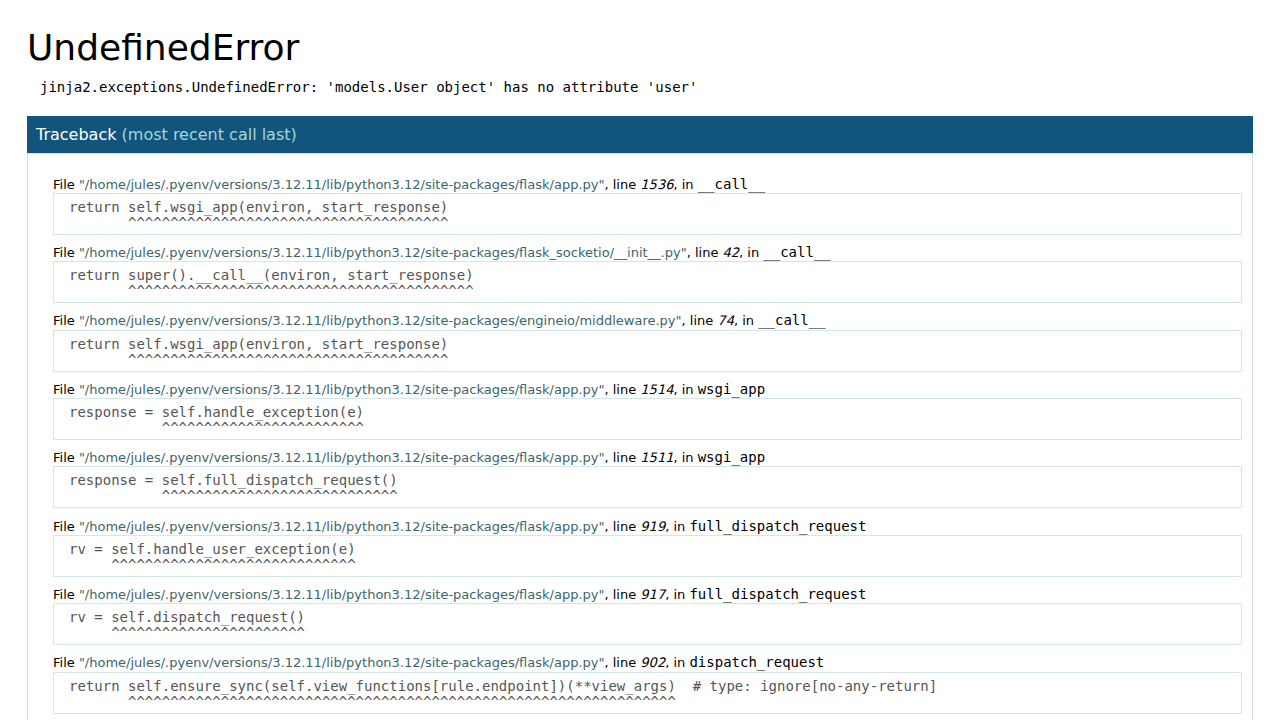 UndefinedError
jinja2.exceptions.UndefinedError: 'models.User object' has no attribute 'user'
Traceback (most recent call last)
File "/home/jules/.pyenv/versions/3.12.11/lib/python3.12/site-packages/flask/app.py", line 1536, in __call__
return self.wsgi_app(environ, start_response)
^^^^^^^^^^^^^^^^^^^^^^^^^^^^^^^^^^^^^^
File "/home/jules/.pyenv/versions/3.12.11/lib/python3.12/site-packages/flask_socketio/__init__.py", line 42, in __call__
return super().__call__(environ, start_response)
^^^^^^^^^^^^^^^^^^^^^^^^^^^^^^^^^^^^^^^^^
File "/home/jules/.pyenv/versions/3.12.11/lib/python3.12/site-packages/engineio/middleware.py", line 74, in __call__
return self.wsgi_app(environ, start_response)
^^^^^^^^^^^^^^^^^^^^^^^^^^^^^^^^^^^^^^
File "/home/jules/.pyenv/versions/3.12.11/lib/python3.12/site-packages/flask/app.py", line 1514, in wsgi_app
response = self.handle_exception(e)
^^^^^^^^^^^^^^^^^^^^^^^^
File "/home/jules/.pyenv/versions/3.12.11/lib/python3.12/site-packages/flask/app.py", line 1511, in wsgi_app
response = self.full_dispatch_request()
^^^^^^^^^^^^^^^^^^^^^^^^^^^^
File "/home/jules/.pyenv/versions/3.12.11/lib/python3.12/site-packages/flask/app.py", line 919, in full_dispatch_request
rv = self.handle_user_exception(e)
^^^^^^^^^^^^^^^^^^^^^^^^^^^^^
File "/home/jules/.pyenv/versions/3.12.11/lib/python3.12/site-packages/flask/app.py", line 917, in full_dispatch_request
rv = self.dispatch_request()
^^^^^^^^^^^^^^^^^^^^^^^
File "/home/jules/.pyenv/versions/3.12.11/lib/python3.12/site-packages/flask/app.py", line 902, in dispatch_request
return self.ensure_sync(self.view_functions[rule.endpoint])(**view_args)  # type: ignore[no-any-return]
^^^^^^^^^^^^^^^^^^^^^^^^^^^^^^^^^^^^^^^^^^^^^^^^^^^^^^^^^^^^^^^^^